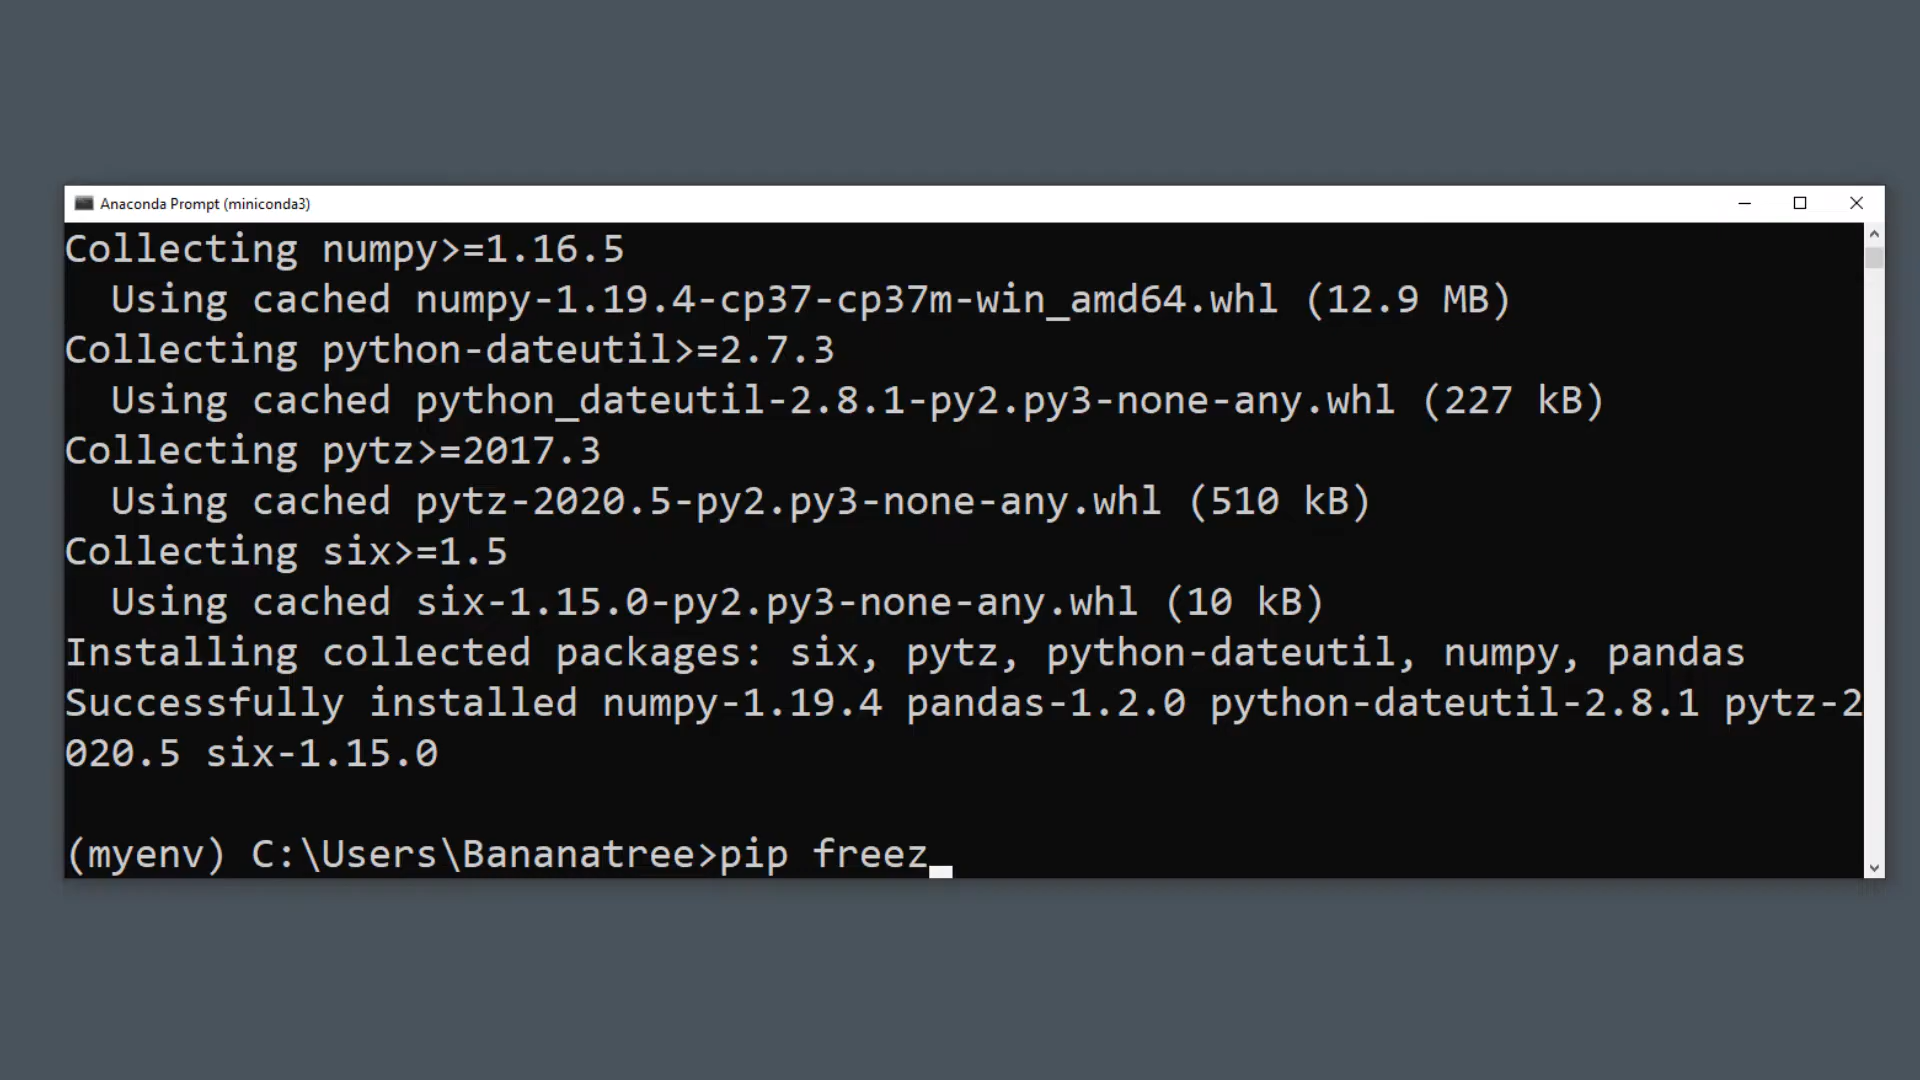 Anaconda Prompt (miniconda3)
Collecting numpy>=1.16.5
  Using cached numpy-1.19.4-cp37-cp37m-win_amd64.whl (12.9 MB)
Collecting python-dateutil>=2.7.3
  Using cached python_dateutil-2.8.1-py2.py3-none-any.whl (227 kB)
Collecting pytz>=2017.3
  Using cached pytz-2020.5-py2.py3-none-any.whl (510 kB)
Collecting six>=1.5
  Using cached six-1.15.0-py2.py3-none-any.whl (10 kB)
Installing collected packages: six, pytz, python-dateutil, numpy, pandas
Successfully installed numpy-1.19.4 pandas-1.2.0 python-dateutil-2.8.1 pytz-2
020.5 six-1.15.0
(myenv) C:\Users\Bananatree>pip freez